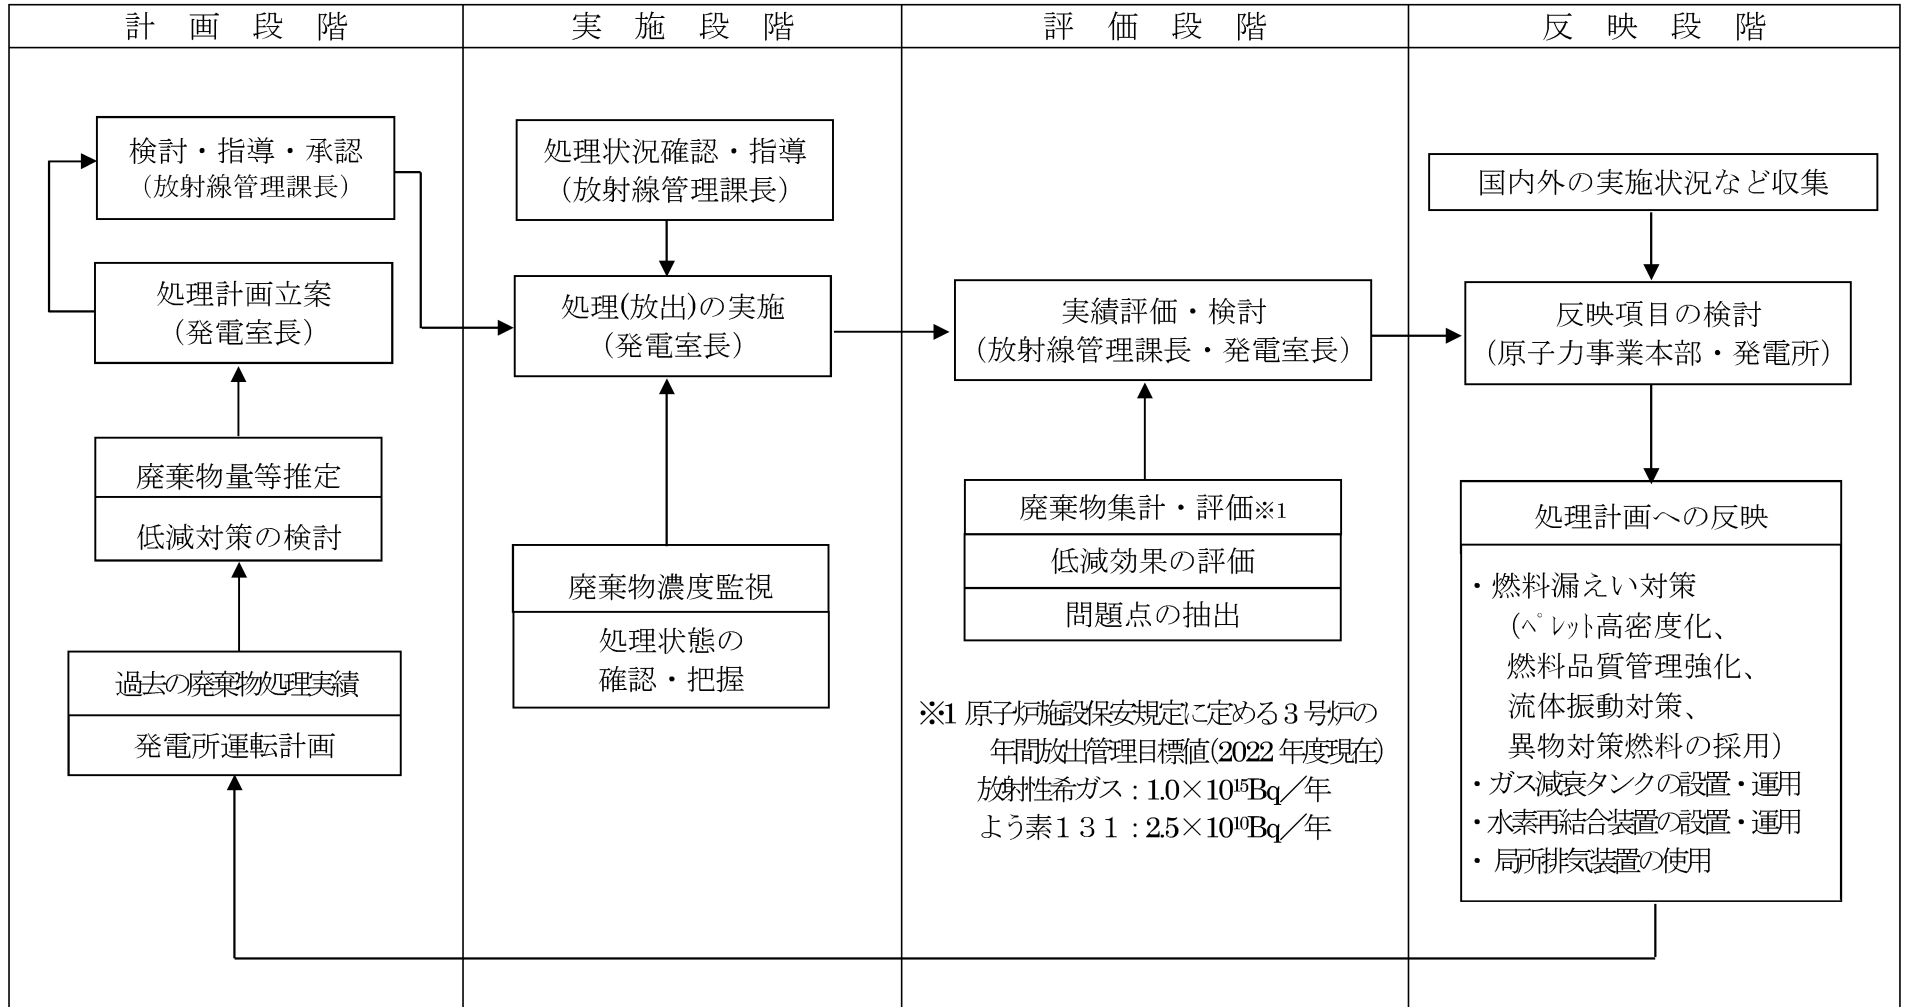 計画段階
検討・指導・承認
（放射線管理課長）
処理計画立案
（発電室長）
廃棄物量等推定
低減対策の検討
過去の廃棄物処理実績
発電所運転計画
実施段階
処理状況確認・指導
（放射線管理課長）
処理(放出)の実施
（発電室長）
廃棄物濃度監視
処理状態の
確認・把握
評価段階
実績評価・検討
（放射線管理課長・発電室長）
廃棄物集計・評価※1
低減効果の評価
問題点の抽出
※1 原子炉施設保安規定に定める3号炉の
年間放出管理目標値(2022年度現在)
放射性希ガス：1.0×10¹⁵Bq／年
よう素１３１：2.5×10¹⁰Bq／年
反映段階
国内外の実施状況など収集
反映項目の検討
（原子力事業本部・発電所）
処理計画への反映
・燃料漏えい対策
（ﾍﾟﾚｯﾄ高密度化、
燃料品質管理強化、
流体振動対策、
異物対策燃料の採用）
・ガス減衰タンクの設置・運用
・水素再結合装置の設置・運用
・局所排気装置の使用